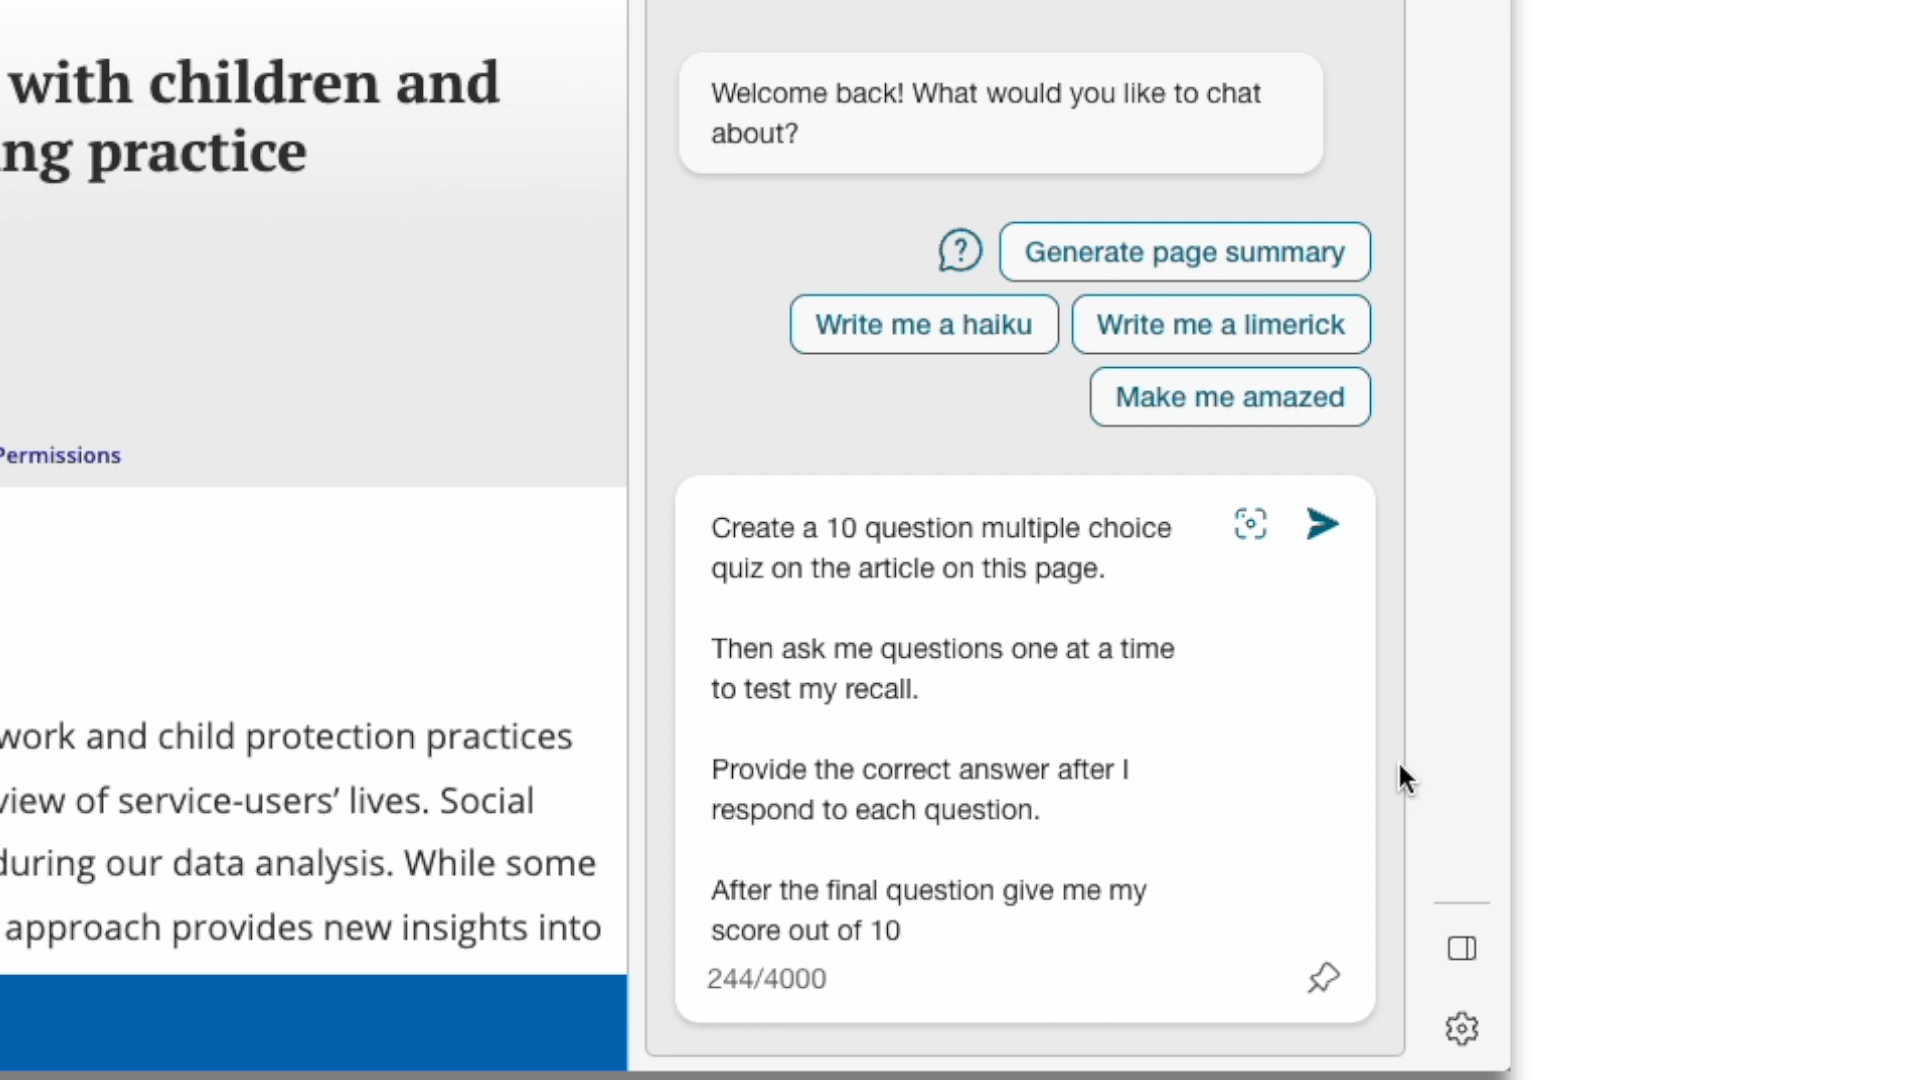 with children and
ng practice
Permissions
work and child protection practices
view of service-users’ lives. Social
during our data analysis. While some
approach provides new insights into
Welcome back! What would you like to chat
about?
Generate page summary
Write me a haiku
Write me a limerick
Make me amazed
Create a 10 question multiple choice
quiz on the article on this page.
Then ask me questions one at a time
to test my recall.
Provide the correct answer after I
respond to each question.
After the final question give me my
score out of 10
244/4000